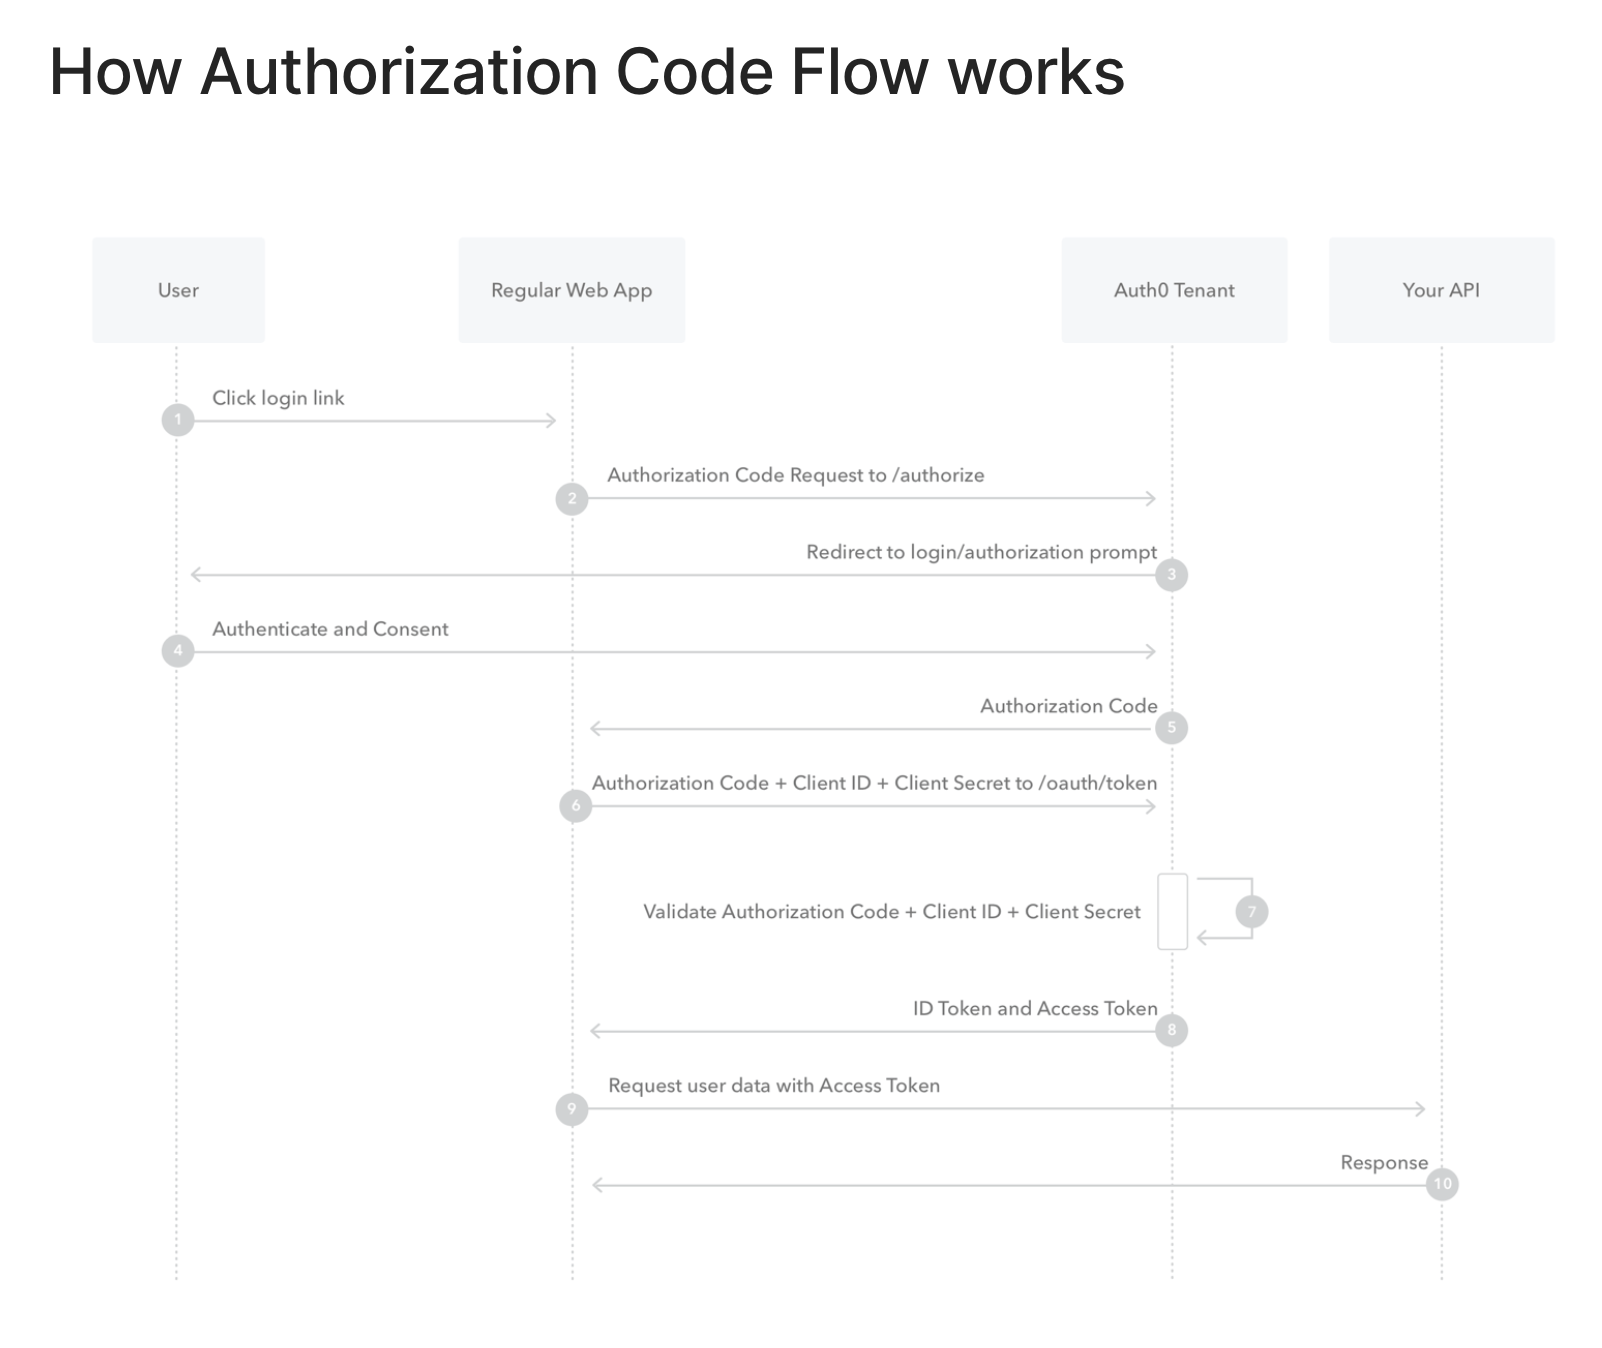 How Authorization Code Flow works
User
Regular Web App
Auth0 Tenant
Your API
Click login link
1
Authorization Code Request to /authorize
2
Redirect to login/authorization prompt
3
Authenticate and Consent
4
Authorization Code
5
Authorization Code + Client ID + Client Secret to /oauth/token
6
Validate Authorization Code + Client ID + Client Secret
7
ID Token and Access Token
8
Request user data with Access Token
9
Response
10